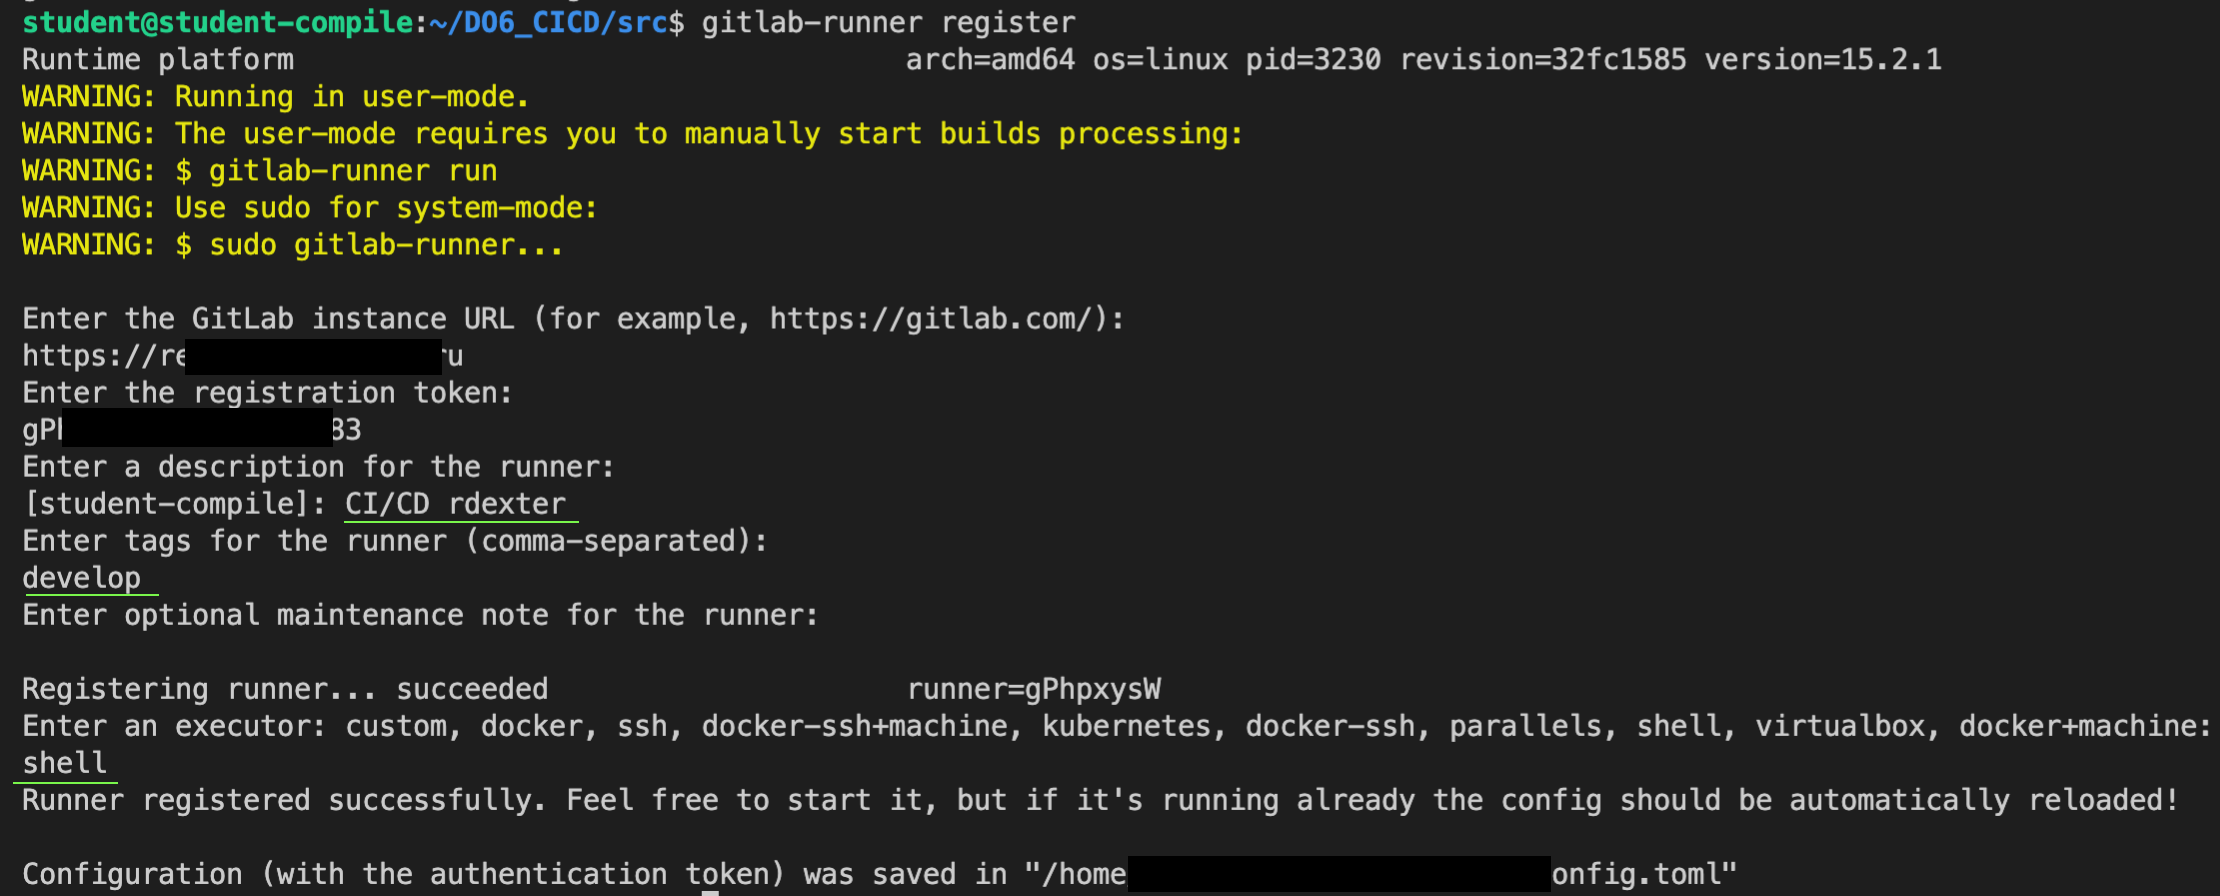 student@student-compile:~/DO6_CICD/src$ gitlab-runner register
Runtime platform                                    arch=amd64 os=linux pid=3230 revision=32fc1585 version=15.2.1
WARNING: Running in user-mode.
WARNING: The user-mode requires you to manually start builds processing:
WARNING: $ gitlab-runner run
WARNING: Use sudo for system-mode:
WARNING: $ sudo gitlab-runner...
Enter the GitLab instance URL (for example, https://gitlab.com/):
https://re ru
Enter the registration token:
gPh 83
Enter a description for the runner:
[student-compile]: CI/CD rdexter
Enter tags for the runner (comma-separated):
develop
Enter optional maintenance note for the runner:
Registering runner... succeeded                     runner=gPhpxysW
Enter an executor: custom, docker, ssh, docker-ssh+machine, kubernetes, docker-ssh, parallels, shell, virtualbox, docker+machine:
shell
Runner registered successfully. Feel free to start it, but if it's running already the config should be automatically reloaded!
Configuration (with the authentication token) was saved in "/home onfig.toml"